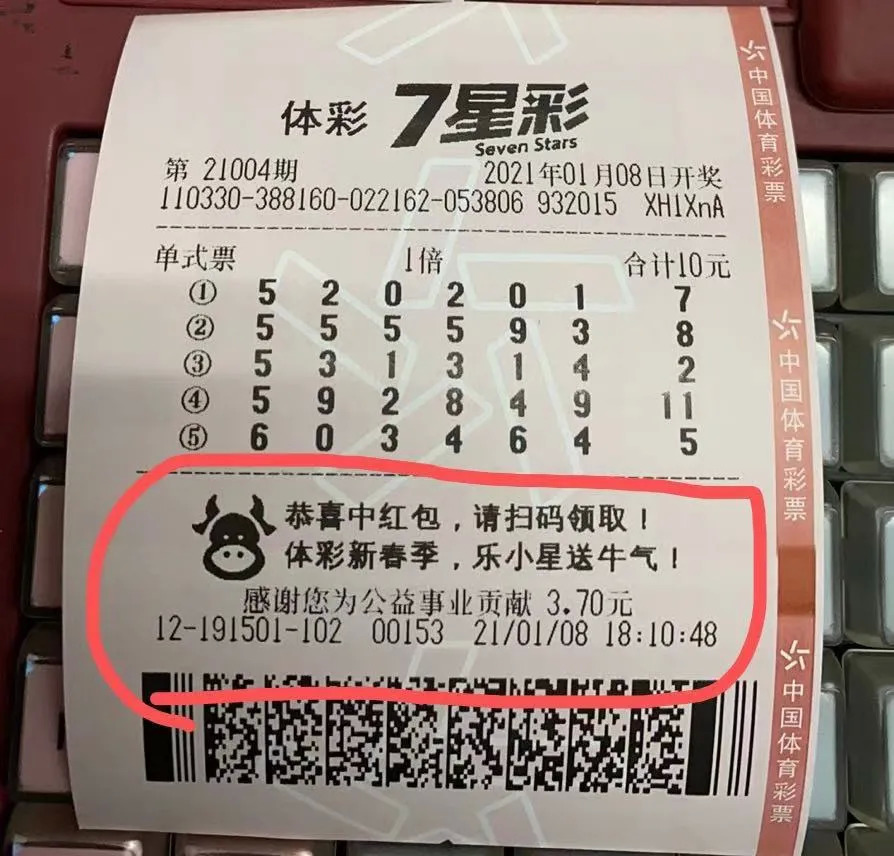 体彩 7星彩
Seven Stars
第 21004期 2021年01月08日开奖
110330-388160-022162-053806 932015 XH1XnA
单式票 1倍 合计10元
① 5 2 0 2 0 1 7
② 5 5 5 5 9 3 8
③ 5 3 1 3 1 4 2
④ 5 9 2 8 4 9 11
⑤ 6 0 3 4 6 4 5
恭喜中红包，请扫码领取！
体彩新春季，乐小星送牛气！
感谢您为公益事业贡献 3.70元
12-191501-102 00153 21/01/08 18:10:48
中国体育彩票
中国体育彩票
中国体育彩票